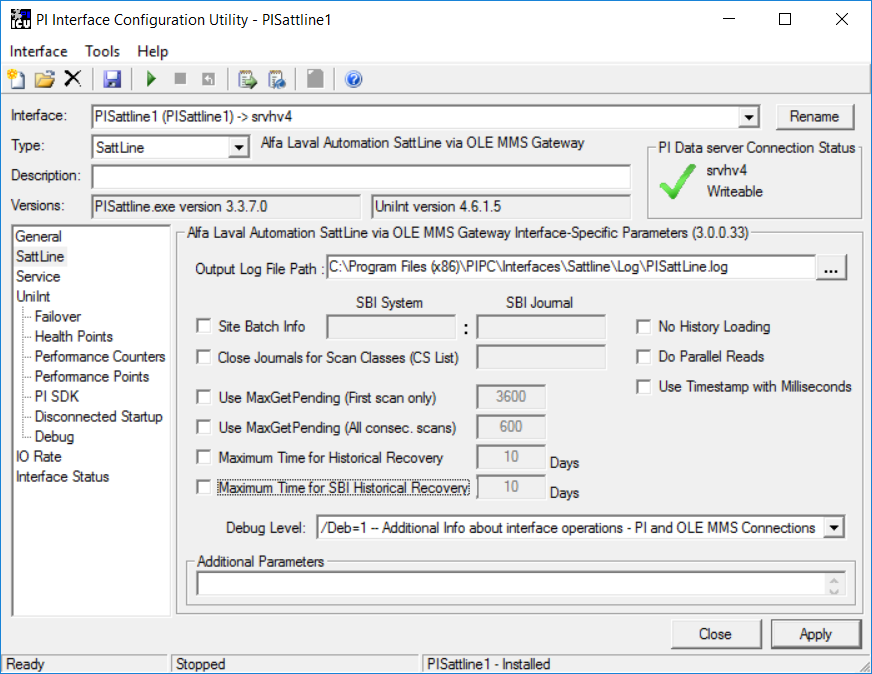 PI Interface Configuration Utility - PISattline1
Interface Tools Help
Interface: PISattline1 (PISattline1) -> srvhv4 Rename
Type: SattLine Alfa Laval Automation SattLine via OLE MMS Gateway
PI Data server Connection Status
srvhv4
Writeable
Description:
Versions: PISattline.exe version 3.3.7.0 UniInt version 4.6.1.5
General
SattLine
Service
UniInt
Failover
Health Points
Performance Counters
Performance Points
PI SDK
Disconnected Startup
Debug
IO Rate
Interface Status
Alfa Laval Automation SattLine via OLE MMS Gateway Interface-Specific Parameters (3.0.0.33)
Output Log File Path : C:\Program Files (x86)\PIPC\Interfaces\Sattline\Log\PISattLine.log ...
SBI System SBI Journal
Site Batch Info : No History Loading
Close Journals for Scan Classes (CS List) Do Parallel Reads
Use Timestamp with Milliseconds
Use MaxGetPending (First scan only) 3600
Use MaxGetPending (All consec. scans) 600
Maximum Time for Historical Recovery 10 Days
Maximum Time for SBI Historical Recovery 10 Days
Debug Level: /Deb=1 -- Additional Info about interface operations - PI and OLE MMS Connections
Additional Parameters
Close Apply
Ready Stopped PISattline1 - Installed